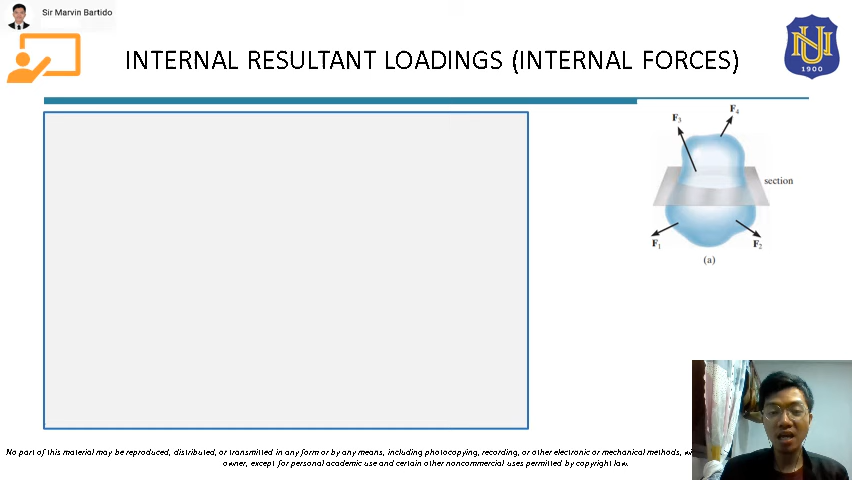 Sir Marvin Bartido
INTERNAL RESULTANT LOADINGS (INTERNAL FORCES)
NU
1900
F4
F3
section
F1
F2
(a)
No part of this material may be reproduced, distributed, or transmitted in any form or by any means, including photocopying, recording, or other electronic or mechanical methods,
owner, except for personal academic use and certain other noncommercial uses permitted by copyright law.